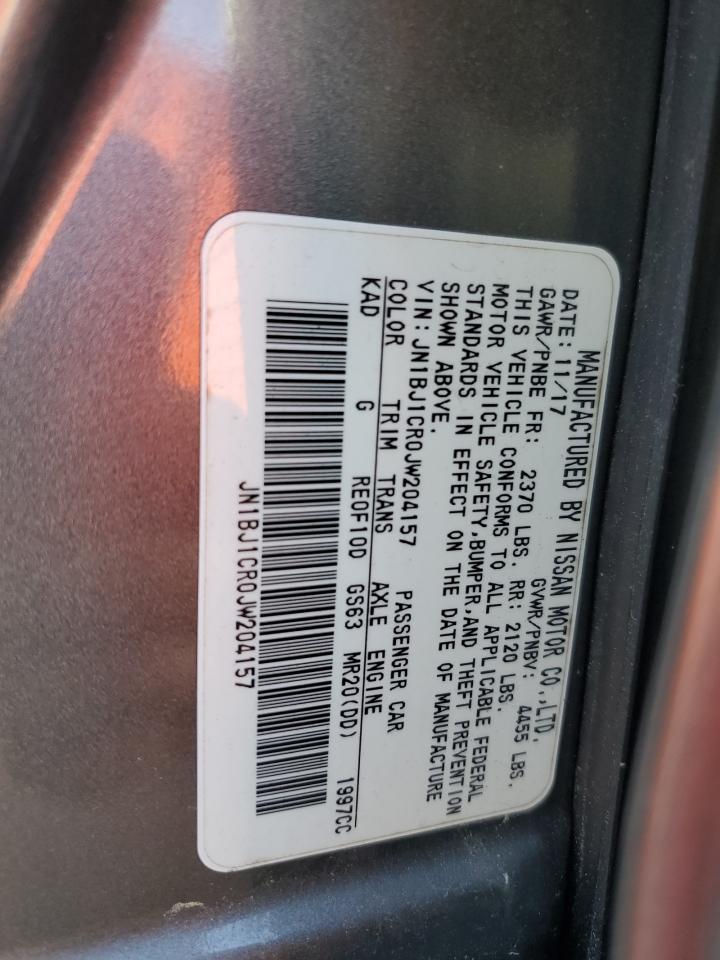 MANUFACTURED BY NISSAN MOTOR CO.,LTD.
DATE: 11/17 GVWR/PNBV: 4455 LBS.
GAWR/PNBE FR: 2370 LBS. RR: 2120 LBS.
THIS VEHICLE CONFORMS TO ALL APPLICABLE FEDERAL
MOTOR VEHICLE SAFETY,BUMPER,AND THEFT PREVENTION
STANDARDS IN EFFECT ON THE DATE OF MANUFACTURE
SHOWN ABOVE.
VIN: JN1BJ1CR0JW204157 PASSENGER CAR
COLOR TRIM TRANS AXLE ENGINE
KAD G RE0F10D GS63 MR20(DD) 1997CC
JN1BJ1CR0JW204157